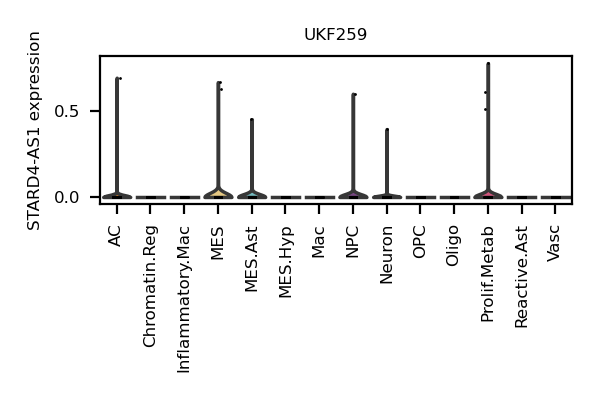 UKF259
STARD4-AS1 expression
0.5
0.0
AC
Chromatin.Reg
Inflammatory.Mac
MES
MES.Ast
MES.Hyp
Mac
NPC
Neuron
OPC
Oligo
Prolif.Metab
Reactive.Ast
Vasc